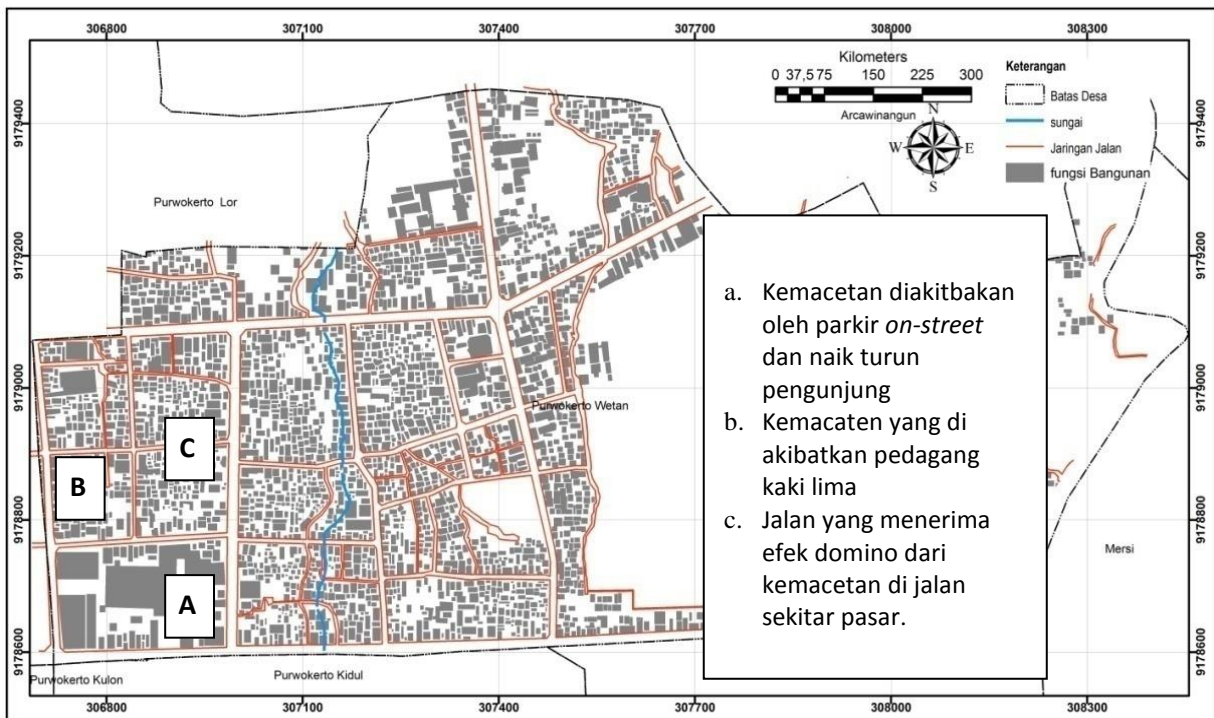 306800 307100 307400 307700 308000 308300
Kilometers
0 37,5 75 150 225 300
Arcawinangun
N
W E
S
Keterangan
Batas Desa
sungai
Jaringan Jalan
fungsi Bangunan
9179400 9179400
Purwokerto Lor
9179200 9179200
a. Kemacetan diakitbakan
oleh parkir on-street
dan naik turun
pengunjung
b. Kemacaten yang di
akibatkan pedagang
kaki lima
c. Jalan yang menerima
efek domino dari
kemacetan di jalan
sekitar pasar.
9179000 9179000
Purwokerto Wetan
C
B
9178800 9178800
Mersi
A
9178600 9178600
Purwokerto Kulon
Purwokerto Kidul
306800 307100 307400 307700 308000 308300